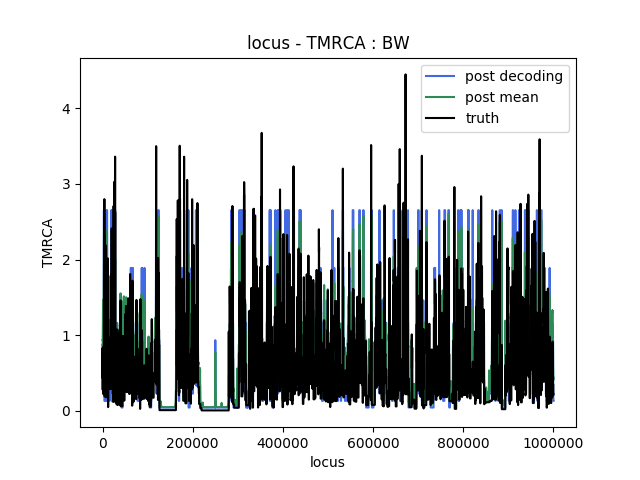 locus - TMRCA : BW
post decoding
post mean
truth
4
3
2
1
0
TMRCA
0 200000 400000 600000 800000 1000000
locus